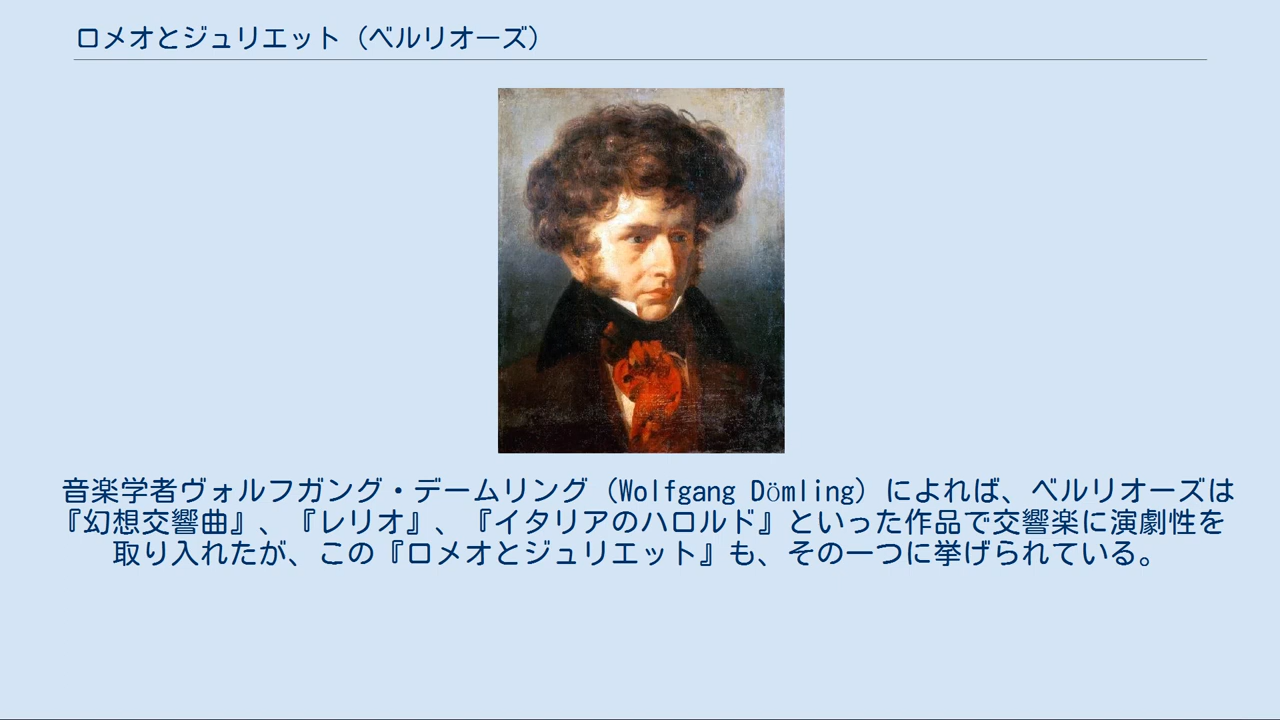 ロメオとジュリエット（ベルリオーズ）
音楽学者ヴォルフガング・デームリング（Wolfgang Dömling）によれば、ベルリオーズは
『幻想交響曲』、『レリオ』、『イタリアのハロルド』といった作品で交響楽に演劇性を
取り入れたが、この『ロメオとジュリエット』も、その一つに挙げられている。